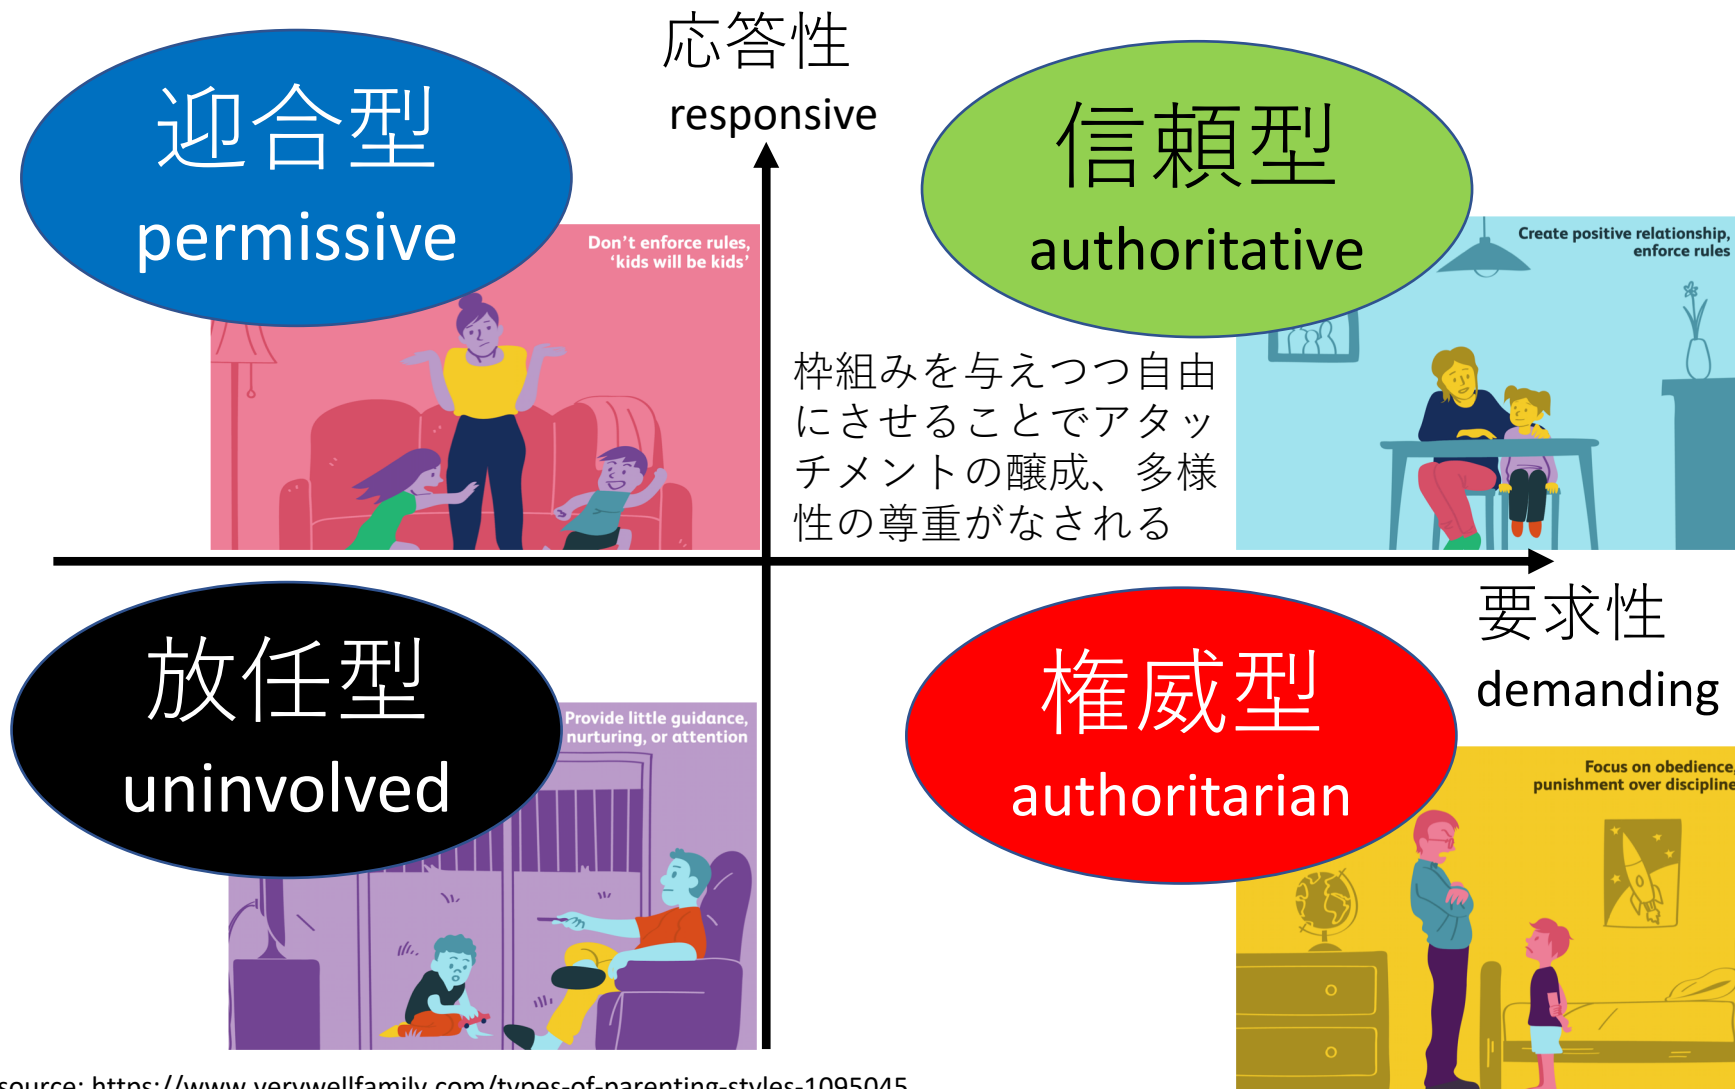 応答性
responsive
迎合型
permissive
Don't enforce rules,
'kids will be kids'
信頼型
authoritative
Create positive relationship,
enforce rules
枠組みを与えつつ自由
にさせることでアタッ
チメントの醸成、多様
性の尊重がなされる
要求性
demanding
放任型
uninvolved
Provide little guidance,
nurturing, or attention
権威型
authoritarian
Focus on obedience,
punishment over discipline
source: https://www.verywellfamily.com/types-of-parenting-styles-1095045